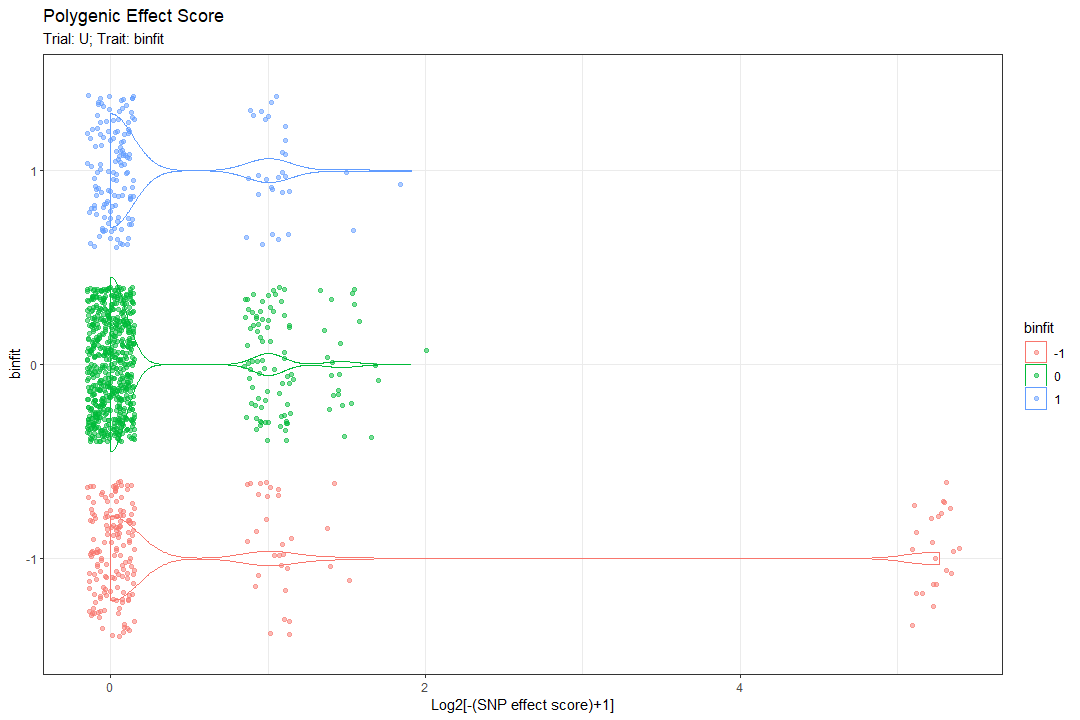 Polygenic Effect Score
Trial: U; Trait: binfit
1
0
-1
binfit
0
2
4
Log2[-(SNP effect score)+1]
binfit
-1
0
1